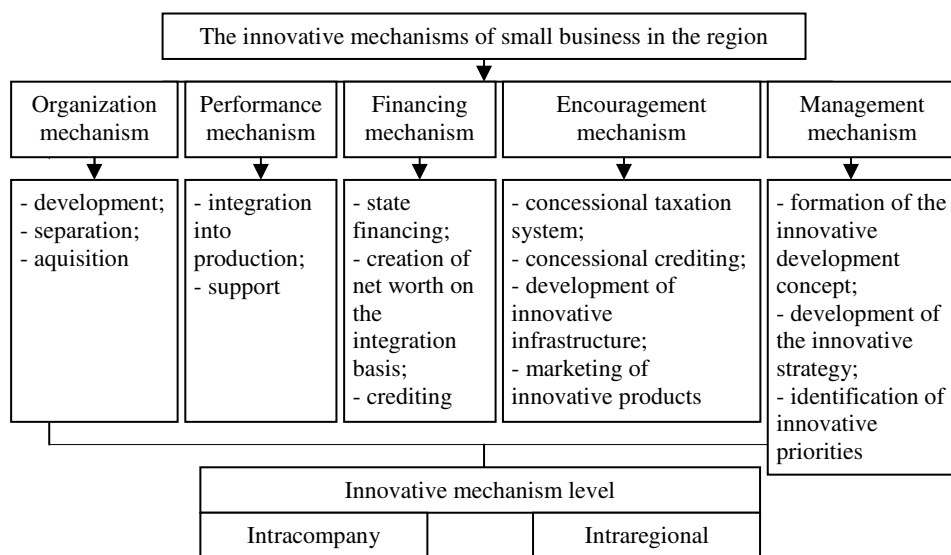 The innovative mechanisms of small business in the region
Organization
mechanism
Performance
mechanism
Financing
mechanism
Encouragement
mechanism
Management
mechanism
- development;
- separation;
- aquisition
- integration
into
production;
- support
- state
financing;
- creation of
net worth on
the
integration
basis;
- crediting
- concessional taxation
system;
- concessional crediting;
- development of
innovative
infrastructure;
- marketing of
innovative products
- formation of the
innovative
development
concept;
- development of
the innovative
strategy;
- identification of
innovative
priorities
Innovative mechanism level
Intracompany
Intraregional